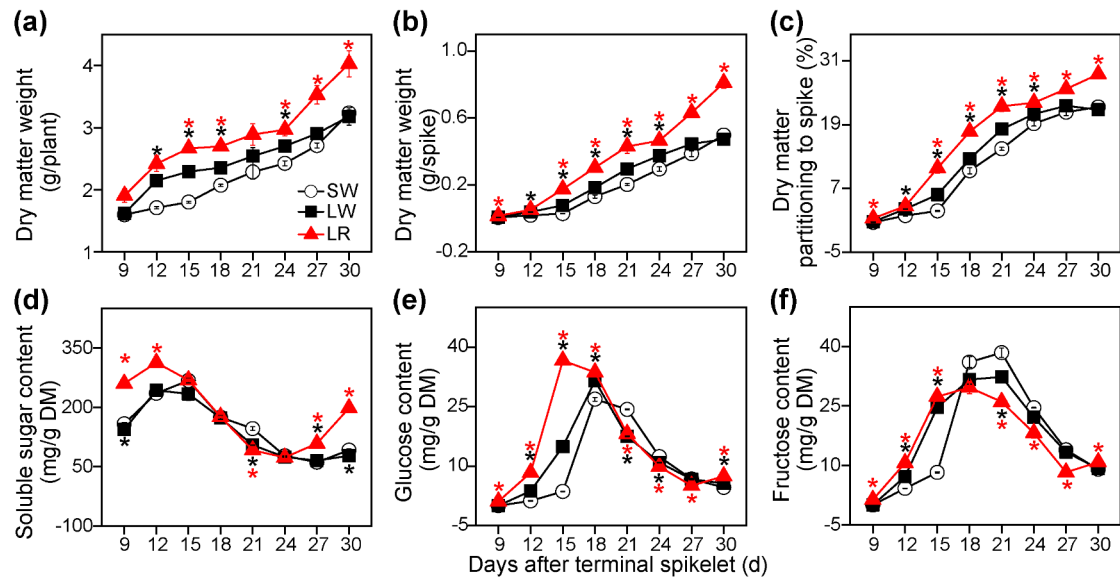 (a)
Dry matter weight
(g/plant)
4
3
2
1
9 12 15 18 21 24 27 30
SW
LW
LR
* * * * * * * * *
(b)
Dry matter weight
(g/spike)
1.0
0.6
0.2
-0.2
9 12 15 18 21 24 27 30
* * * * * * * * * * * *
(c)
Dry matter
partitioning to spike (%)
31
19
7
-5
9 12 15 18 21 24 27 30
* * * * * * * * * * * *
(d)
Soluble sugar content
(mg/g DM)
350
200
50
-100
9 12 15 18 21 24 27 30
* * * * * * * * *
(e)
Glucose content
(mg/g DM)
40
25
10
-5
9 12 15 18 21 24 27 30
* * * * * * * * * * * * * *
(f)
Fructose content
(mg/g DM)
40
25
10
-5
9 12 15 18 21 24 27 30
* * * * * * * * * *
Days after terminal spikelet (d)